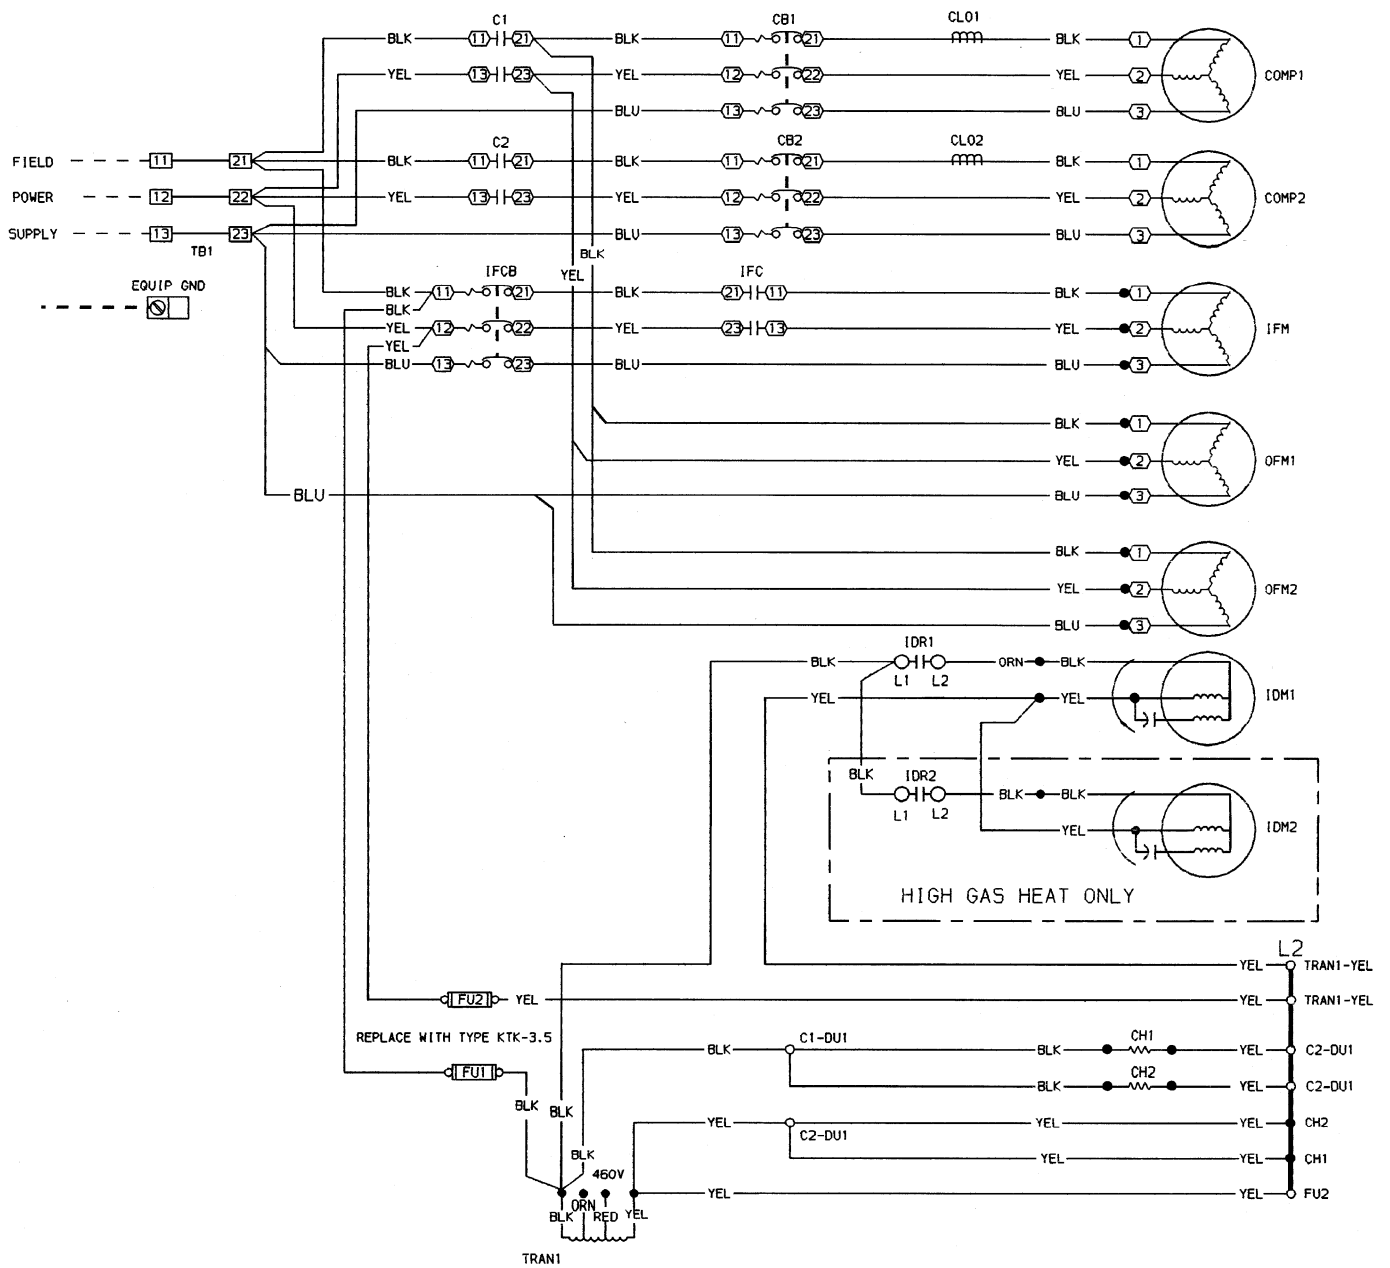 C1 CB1 CLO1
BLK 11 21 BLK 11 21 BLK 1
YEL 13 23 YEL 12 22 YEL 2 COMP1
BLU 13 23 BLU 3
C2 CB2 CLO2
FIELD 11 21 BLK 11 21 BLK 11 21 BLK 1
POWER 12 22 YEL 13 23 YEL 12 22 YEL 2 COMP2
SUPPLY 13 23 BLU 13 23 BLU 3
TB1
BLK
YEL
EQUIP GND
IFCB IFC
BLK 11 21 BLK 21 11 BLK 1
BLK
YEL 12 22 YEL 23 13 YEL 2 IFM
YEL
BLU 13 23 BLU BLU 3
BLK 1
YEL 2 OFM1
BLU BLU 3
BLK 1
YEL 2 OFM2
BLU 3
IDR1
BLK ORN BLK
L1 L2
YEL YEL IDM1
BLK
IDR2
BLK BLK
L1 L2
YEL IDM2
HIGH GAS HEAT ONLY
L2
YEL TRAN1-YEL
FU2 YEL YEL TRAN1-YEL
REPLACE WITH TYPE KTK-3.5
C1-DU1 CH1
BLK BLK YEL C2-DU1
CH2
FU1 BLK YEL C2-DU1
BLK BLK
YEL YEL YEL CH2
C2-DU1
BLK YEL YEL CH1
460V
YEL YEL FU2
BLK ORN RED YEL
TRAN1